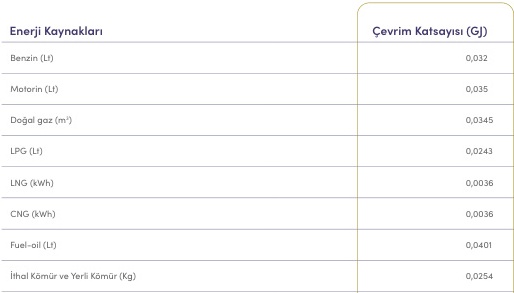 Enerji Kaynakları Çevrim Katsayısı (GJ)
Benzin (Lt) 0,032
Motorin (Lt) 0,035
Doğal gaz (m³) 0,0345
LPG (Lt) 0,0243
LNG (kWh) 0,0036
CNG (kWh) 0,0036
Fuel-oil (Lt) 0,0401
İthal Kömür ve Yerli Kömür (Kg) 0,0254